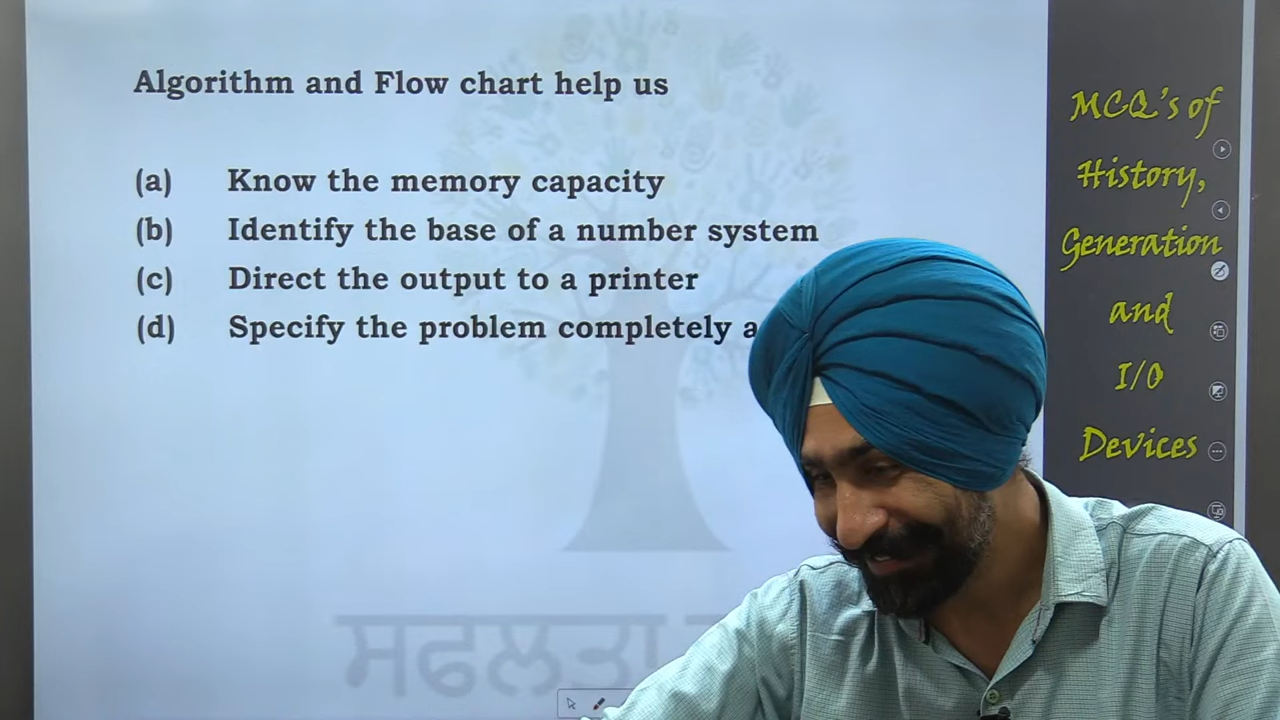 Algorithm and Flow chart help us
(a) Know the memory capacity
(b) Identify the base of a number system
(c) Direct the output to a printer
(d) Specify the problem completely
MCQ's of
History,
Generation
and
I/O
Devices
ਸਫਲਤਾ